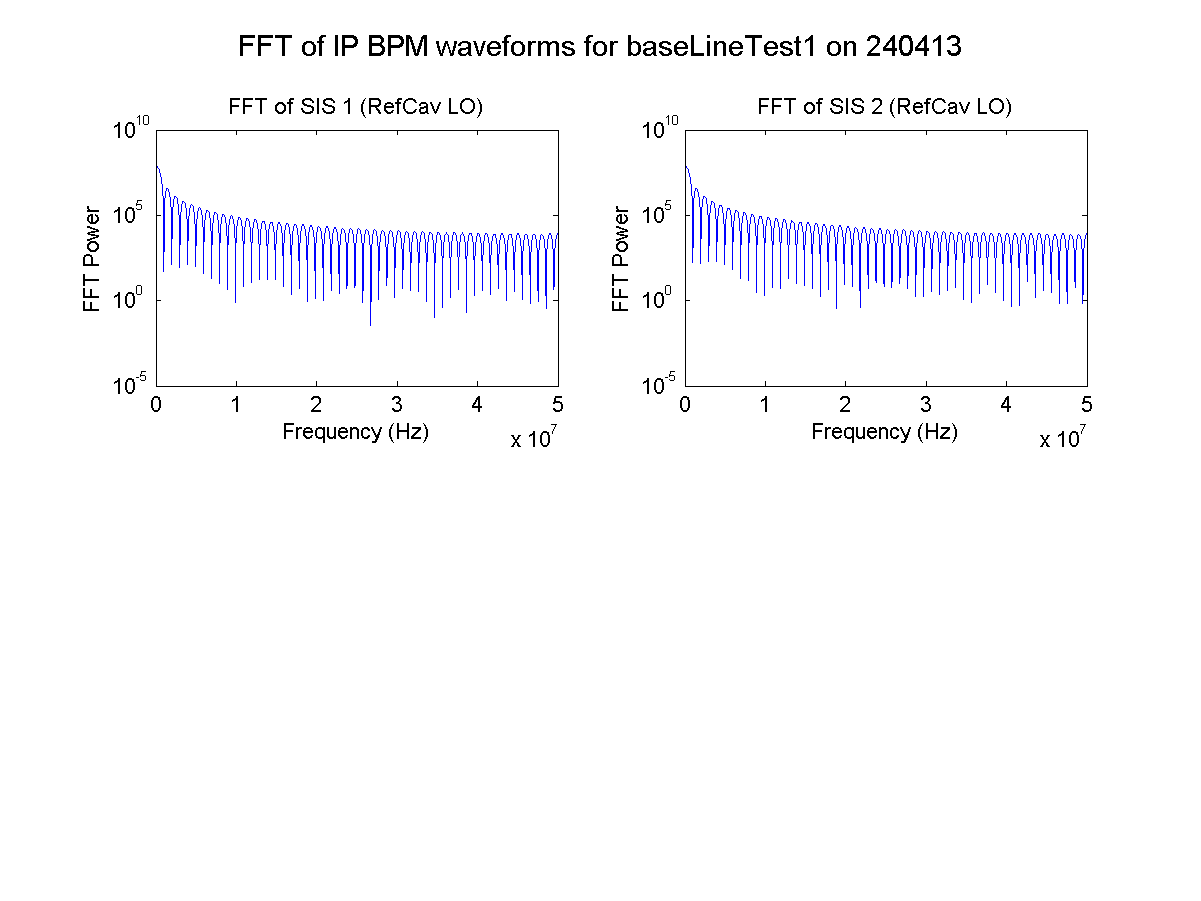 FFT of IP BPM waveforms for baseLineTest1 on 240413
FFT of SIS 1 (RefCav LO)
10^10
10^5
10^0
10^-5
FFT Power
0 1 2 3 4 5
Frequency (Hz)
x 10^7
FFT of SIS 2 (RefCav LO)
10^10
10^5
10^0
10^-5
FFT Power
0 1 2 3 4 5
Frequency (Hz)
x 10^7